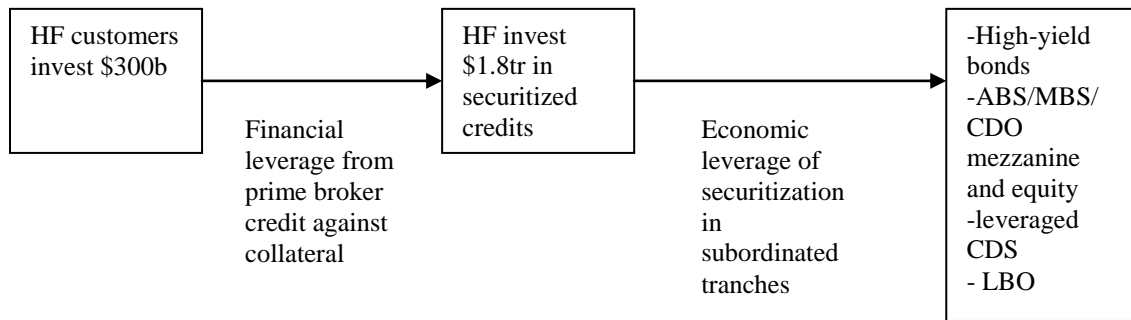 HF customers
invest $300b
Financial
leverage from
prime broker
credit against
collateral
HF invest
$1.8tr in
securitized
credits
Economic
leverage of
securitization
in
subordinated
tranches
-High-yield
bonds
-ABS/MBS/
CDO
mezzanine
and equity
-leveraged
CDS
- LBO